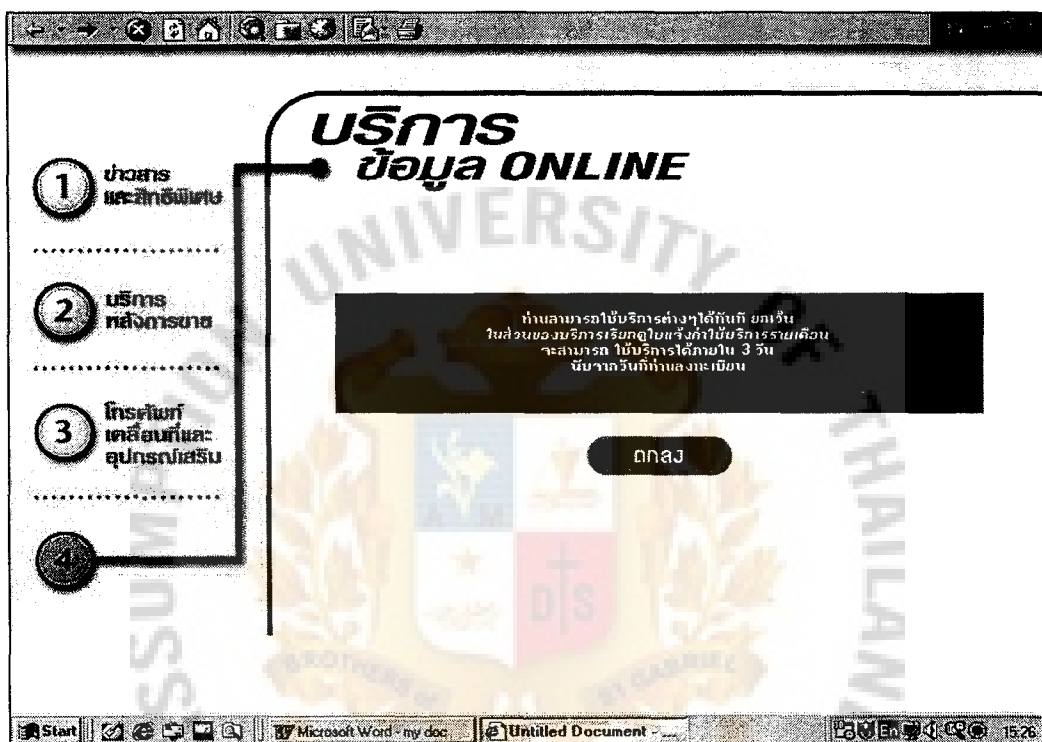 บริการ
ข้อมูล ONLINE
1
ข่าวสาร
และสิทธิพิเศษ
2
บริการ
หลังการขาย
3
โทรศัพท์
เคลื่อนที่และ
อุปกรณ์เสริม
4
ท่านสามารถใช้บริการต่างๆได้ทันที ยกเว้น
ในส่วนของบริการเรียกดูใบแจ้งค่าใช้บริการรายเดือน
จะสามารถ ใช้บริการได้ภายใน 3 วัน
นับจากวันที่ท่านลงทะเบียน
ตกลง
UNIVERSITY OF THAILAND
ASSUMPTION
A M
D S
BROTHERS OF ST GABRIEL
Start
Microsoft Word - my doc
Untitled Document - ...
En
15:26